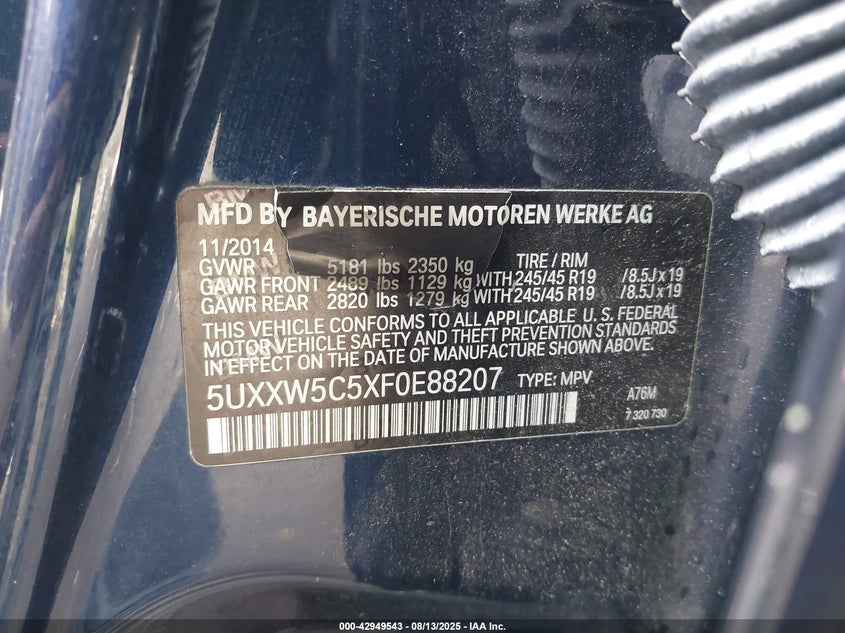 MFD BY BAYERISCHE MOTOREN WERKE AG
11/2014
GVWR 5181 lbs 2350 kg TIRE / RIM
GAWR FRONT 2489 lbs 1129 kg WITH 245/45 R19 /8.5J x 19
GAWR REAR 2820 lbs 1279 kg WITH 245/45 R19 /8.5J x 19
THIS VEHICLE CONFORMS TO ALL APPLICABLE U. S. FEDERAL
MOTOR VEHICLE SAFETY AND THEFT PREVENTION STANDARDS
IN EFFECT ON THE DATE OF MANUFACTURE SHOWN ABOVE.
5UXXW5C5XF0E88207 TYPE: MPV A76M
7 320 730
000-42949543 - 08/13/2025 - IAA Inc.